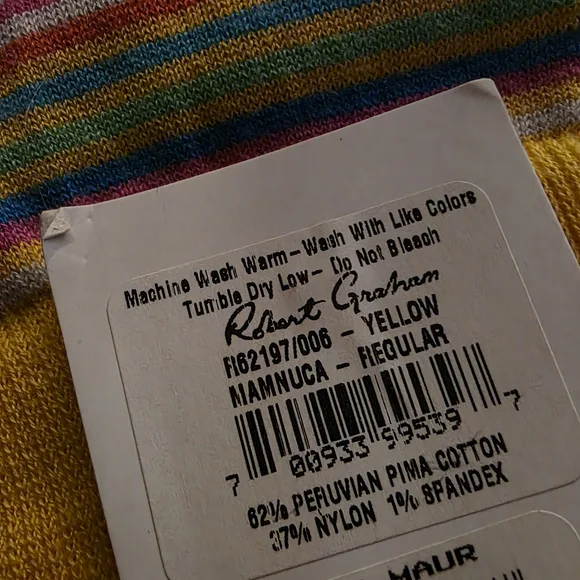 Machine Wash Warm – Wash With Like Colors
Tumble Dry Low – Do Not Bleach
Robert Graham
R162197/006 – YELLOW
MAMNUCA – REGULAR
7 00933 99539 7
62% PERUVIAN PIMA COTTON
37% NYLON 1% SPANDEX
MAUR